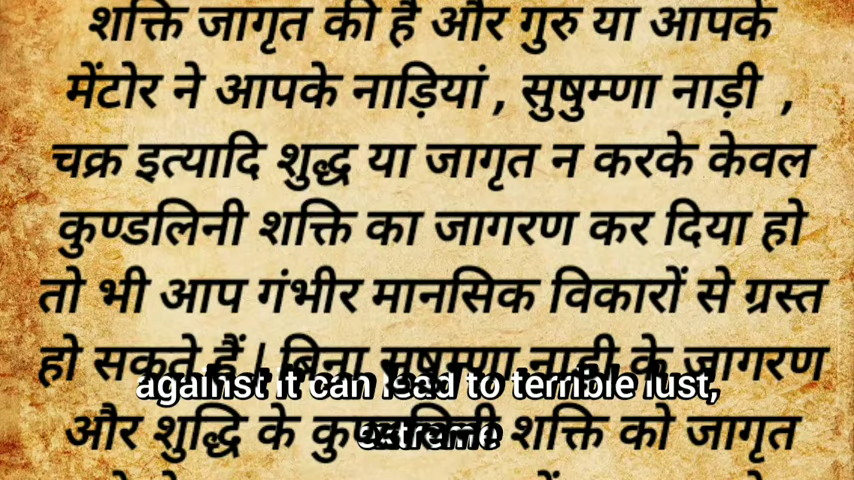 शक्ति जागृत की है और गुरु या आपके
मेंटोर ने आपके नाड़ियां , सुषुम्णा नाड़ी ,
चक्र इत्यादि शुद्ध या जागृत न करके केवल
कुण्डलिनी शक्ति का जागरण कर दिया हो
तो भी आप गंभीर मानसिक विकारों से ग्रस्त
हो सकते हैं | बिना सुषुम्णा नाड़ी के जागरण
against it can lead to terrible lust,
और शुद्धि के कुण्डलिनी शक्ति को जागृत
extreme